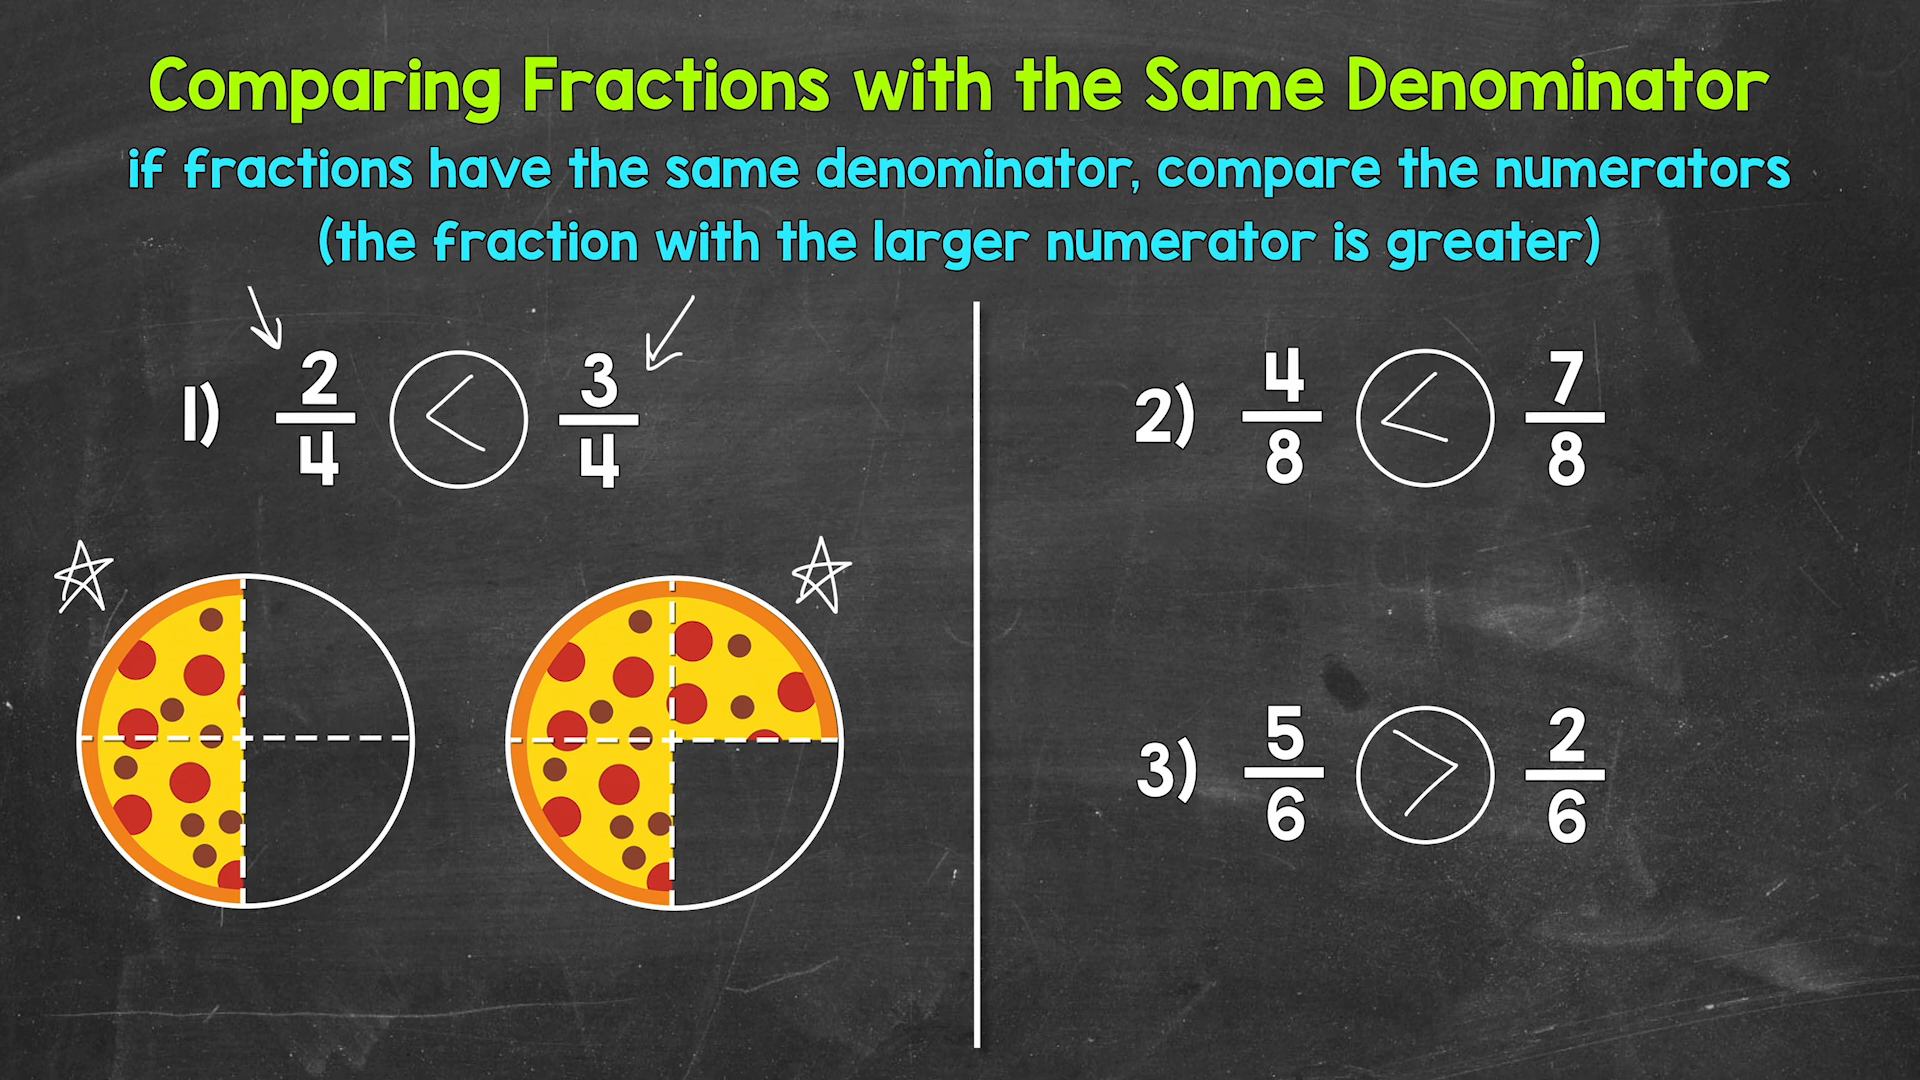 Comparing Fractions with the Same Denominator
if fractions have the same denominator, compare the numerators
(the fraction with the larger numerator is greater)
1) 2/4 < 3/4
2) 4/8 < 7/8
3) 5/6 > 2/6